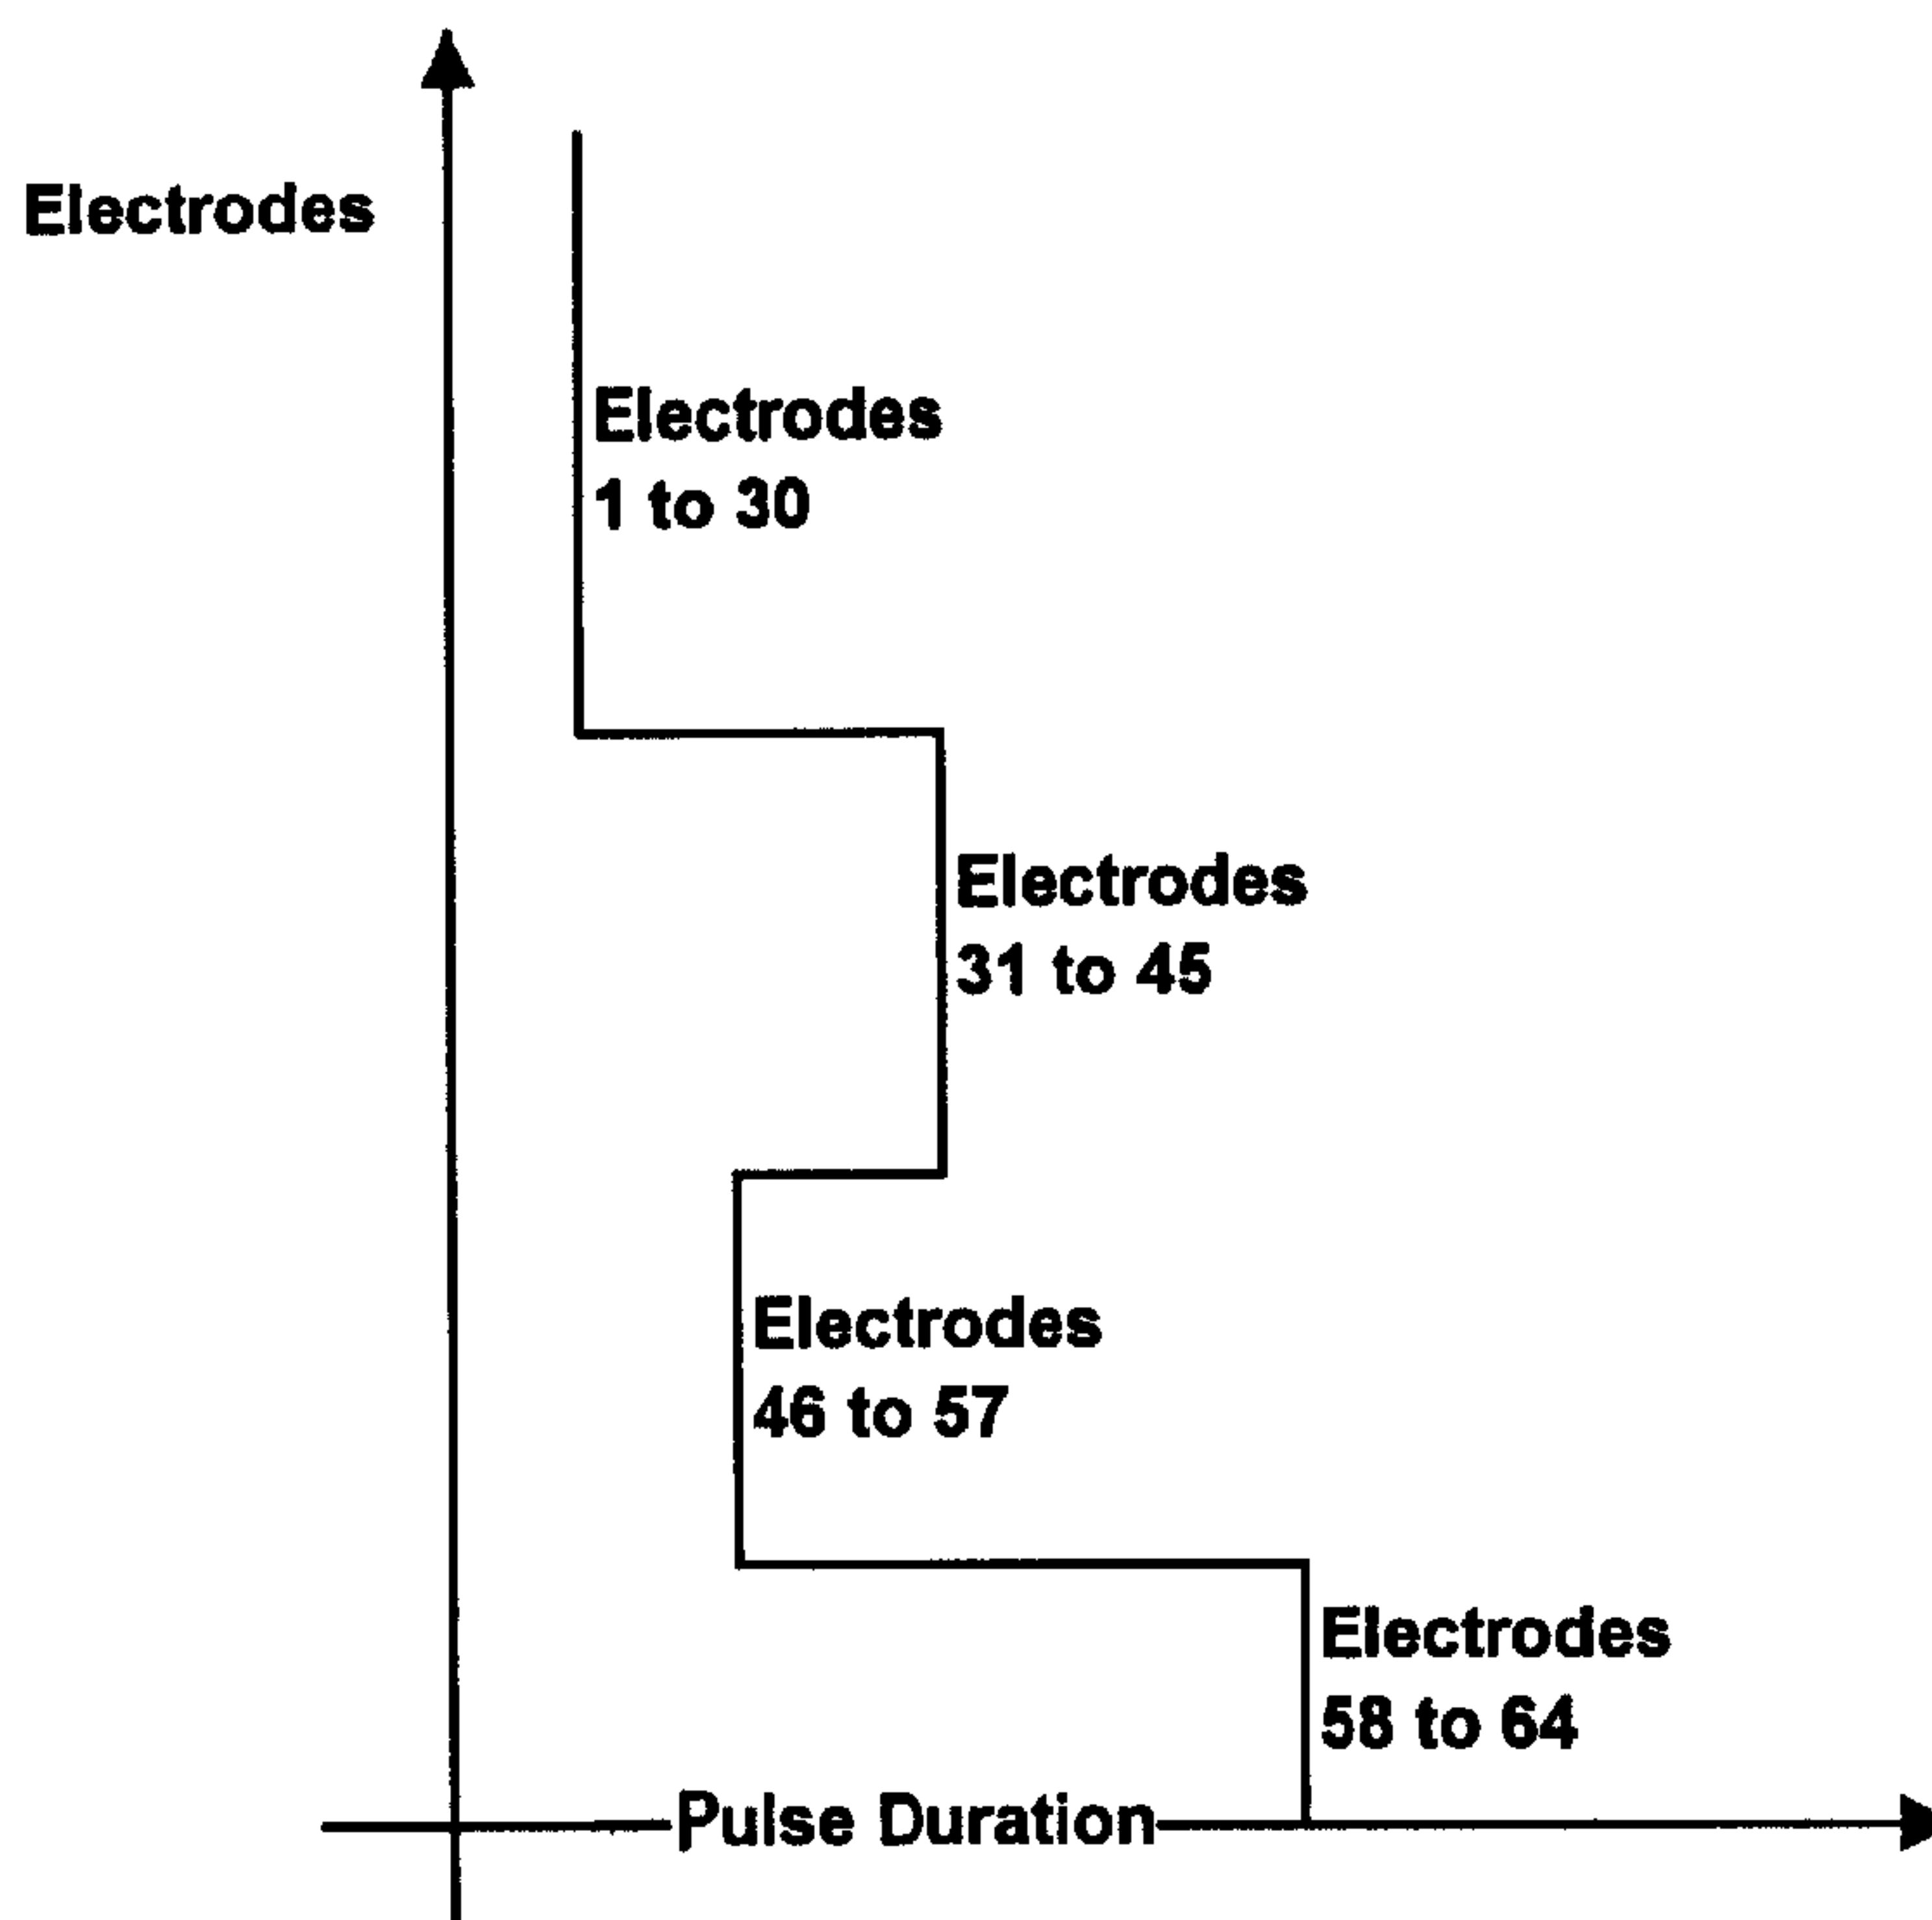 Electrodes
Electrodes
1 to 30
Electrodes
31 to 45
Electrodes
46 to 57
Electrodes
58 to 64
Pulse Duration